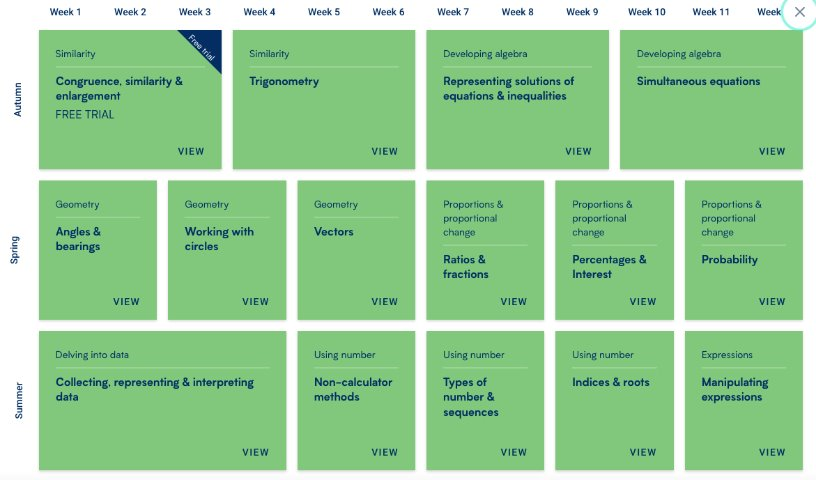 Week 1 Week 2 Week 3 Week 4 Week 5 Week 6 Week 7 Week 8 Week 9 Week 10 Week 11 Week
Autumn
Similarity
Free trial
Congruence, similarity &
enlargement
FREE TRIAL
VIEW
Similarity
Trigonometry
VIEW
Developing algebra
Representing solutions of
equations & inequalities
VIEW
Developing algebra
Simultaneous equations
VIEW
Spring
Geometry
Angles &
bearings
VIEW
Geometry
Working with
circles
VIEW
Geometry
Vectors
VIEW
Proportions &
proportional
change
Ratios &
fractions
VIEW
Proportions &
proportional
change
Percentages &
Interest
VIEW
Proportions &
proportional
change
Probability
VIEW
Summer
Delving into data
Collecting, representing & interpreting
data
VIEW
Using number
Non-calculator
methods
VIEW
Using number
Types of
number &
sequences
VIEW
Using number
Indices & roots
VIEW
Expressions
Manipulating
expressions
VIEW